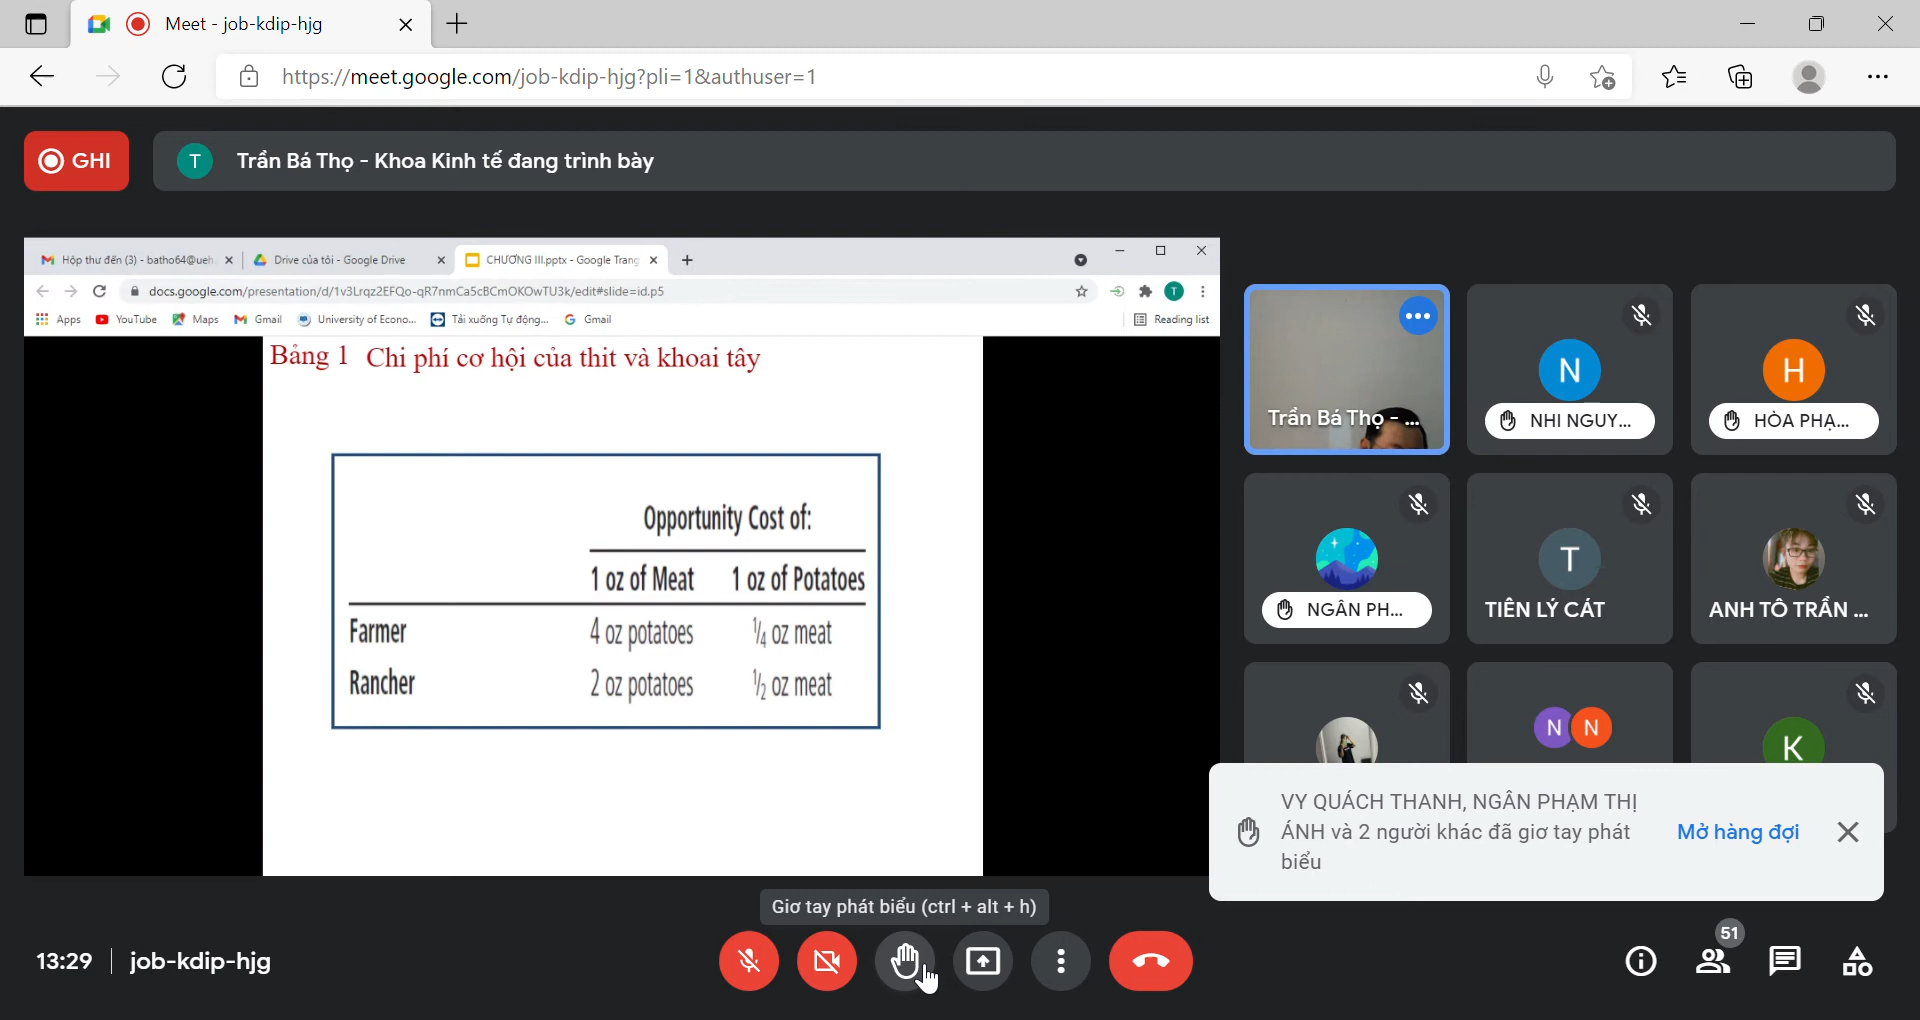 Meet - job-kdip-hjg
https://meet.google.com/job-kdip-hjg?pli=1&authuser=1
GHI
T
Trần Bá Thọ - Khoa Kinh tế đang trình bày
Hộp thư đến (3) - batho64@ueh
Drive của tôi - Google Drive
CHƯƠNG III.pptx - Google Trang
docs.google.com/presentation/d/1v3Lrqz2EFQo-qR7nmCa5cBCmOKOwTU3k/edit#slide=id.p5
T
Apps
YouTube
Maps
Gmail
University of Econo...
Tải xuống Tự động...
Gmail
Reading list
Bảng 1 Chi phí cơ hội của thit và khoai tây
Opportunity Cost of:
1 oz of Meat 1 oz of Potatoes
Farmer 4 oz potatoes 1/4 oz meat
Rancher 2 oz potatoes 1/2 oz meat
Trần Bá Thọ - ...
N
NHI NGUY...
H
HÒA PHẠ...
NGÂN PH...
T
TIÊN LÝ CÁT
ANH TÔ TRẦN ...
N N
K
VY QUÁCH THANH, NGÂN PHẠM THỊ
ÁNH và 2 người khác đã giơ tay phát
biểu
Mở hàng đợi
Giơ tay phát biểu (ctrl + alt + h)
13:29
job-kdip-hjg
51